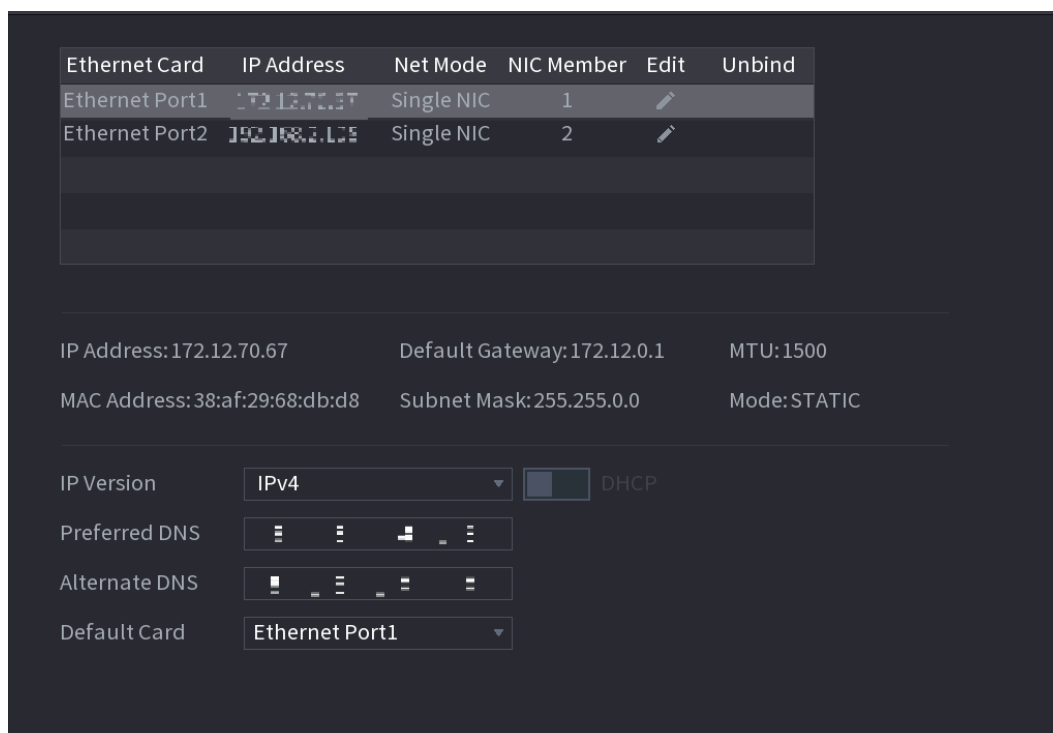 Ethernet Card IP Address Net Mode NIC Member Edit Unbind
Ethernet Port1 Single NIC 1
Ethernet Port2 Single NIC 2
IP Address:172.12.70.67 Default Gateway:172.12.0.1 MTU:1500
MAC Address:38:af:29:68:db:d8 Subnet Mask:255.255.0.0 Mode:STATIC
IP Version IPv4 DHCP
Preferred DNS
Alternate DNS
Default Card Ethernet Port1